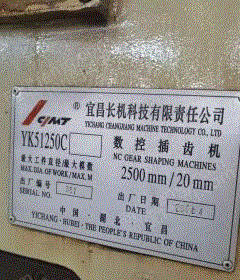 CJMT ® 宜昌长机科技有限责任公司
YICHANG CHANGJIANG MACHINE TECHNOLOGY CO., LTD
YK51250C 数控插齿机
NC GEAR SHAPING MACHINES
最大工件直径/最大模数
MAX. DIA. OF WORK/MAX. M 2500 mm/20 mm
出厂编号
SERIAL NO.
出厂日期
DATE
中国·湖北·宜昌
YICHANG·HUBEI·THE PEOPLE'S REPUBLIC OF CHINA